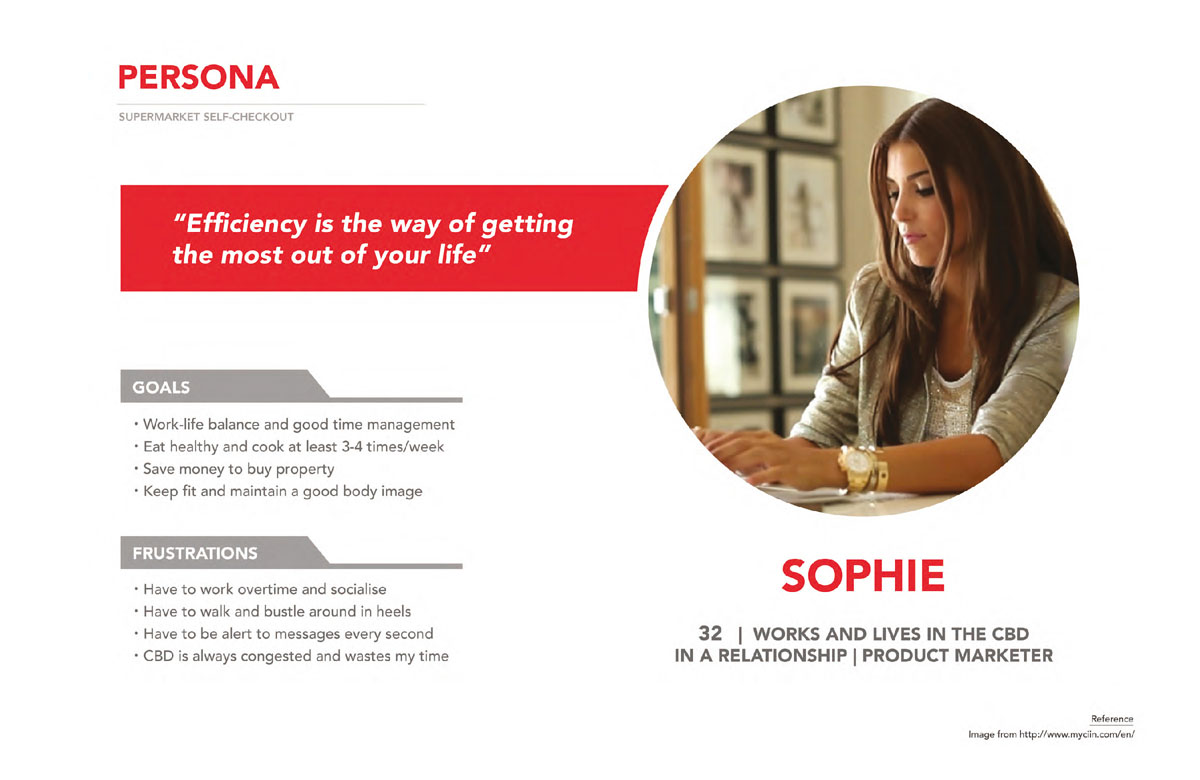 PERSONA
SUPERMARKET SELF-CHECKOUT
“Efficiency is the way of getting
the most out of your life”
GOALS
• Work-life balance and good time management
• Eat healthy and cook at least 3-4 times/week
• Save money to buy property
• Keep fit and maintain a good body image
FRUSTRATIONS
• Have to work overtime and socialise
• Have to walk and bustle around in heels
• Have to be alert to messages every second
• CBD is always congested and wastes my time
SOPHIE
32 | WORKS AND LIVES IN THE CBD
IN A RELATIONSHIP | PRODUCT MARKETER
Reference
Image from http://www.myciin.com/en/